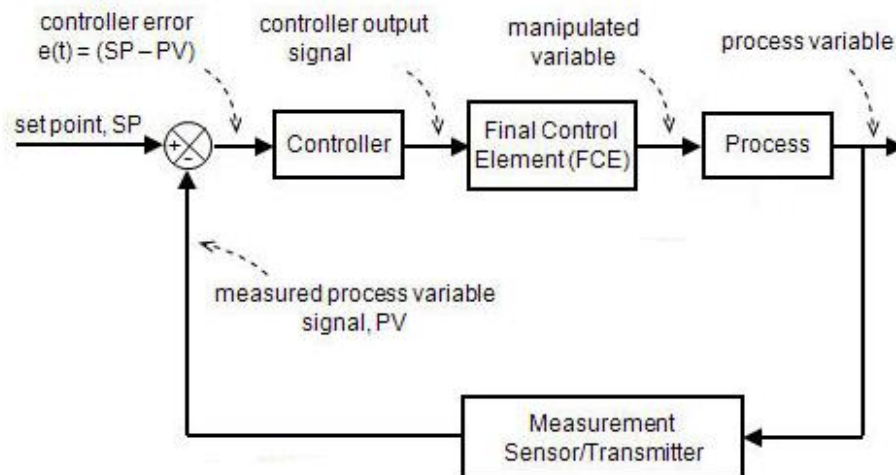 controller error
e(t) = (SP – PV)
controller output
signal
manipulated
variable
process variable
set point, SP
+
-
Controller
Final Control
Element (FCE)
Process
measured process variable
signal, PV
Measurement
Sensor/Transmitter